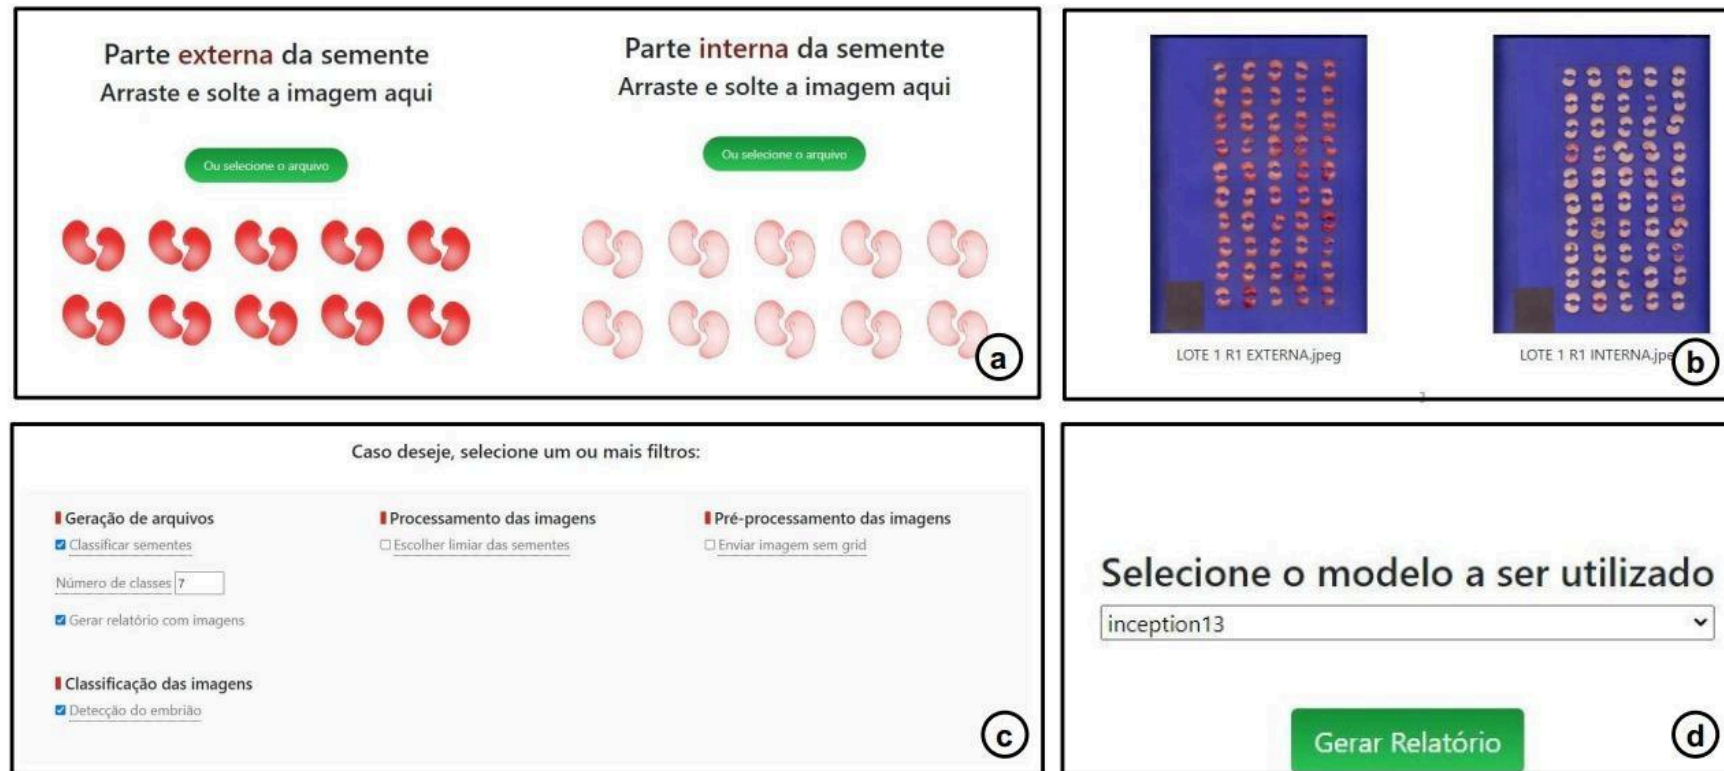 Parte externa da semente
Arraste e solte a imagem aqui
Ou selecione o arquivo
Parte interna da semente
Arraste e solte a imagem aqui
Ou selecione o arquivo
a
LOTE 1 R1 EXTERNA.jpeg
LOTE 1 R1 INTERNA.jpe
b
Caso deseje, selecione um ou mais filtros:
Geração de arquivos
Classificar sementes
Número de classes 7
Gerar relatório com imagens
Processamento das imagens
Escolher limiar das sementes
Pré-processamento das imagens
Enviar imagem sem grid
Classificação das imagens
Detecção do embrião
c
Selecione o modelo a ser utilizado
inception13
Gerar Relatório
d